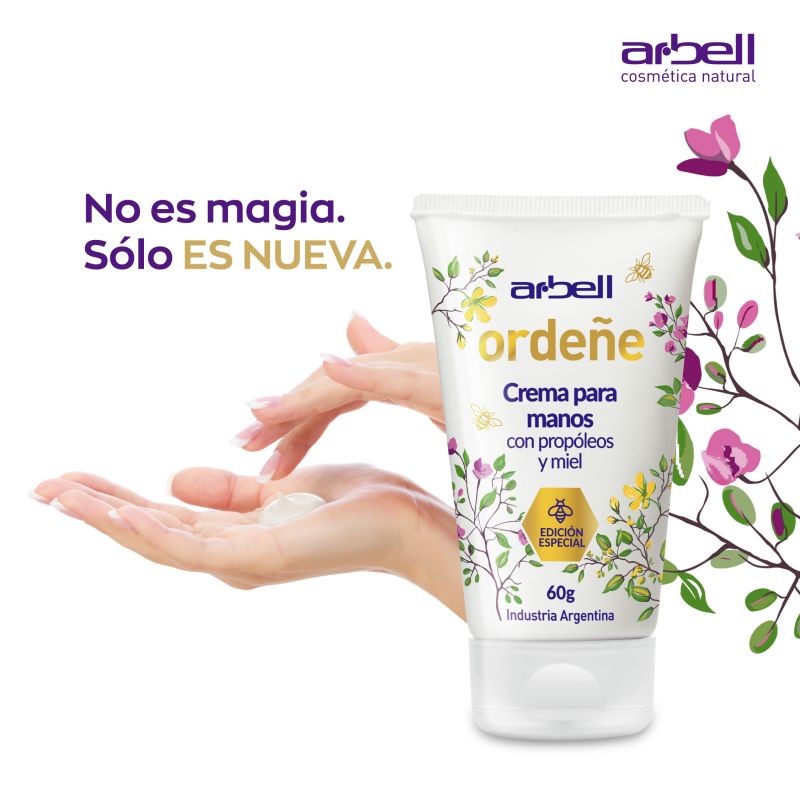 arbell
cosmética natural
No es magia.
Sólo ES NUEVA.
arbell
ordeñe
Crema para
manos
con propóleos
y miel
EDICIÓN
ESPECIAL
60g
Industria Argentina